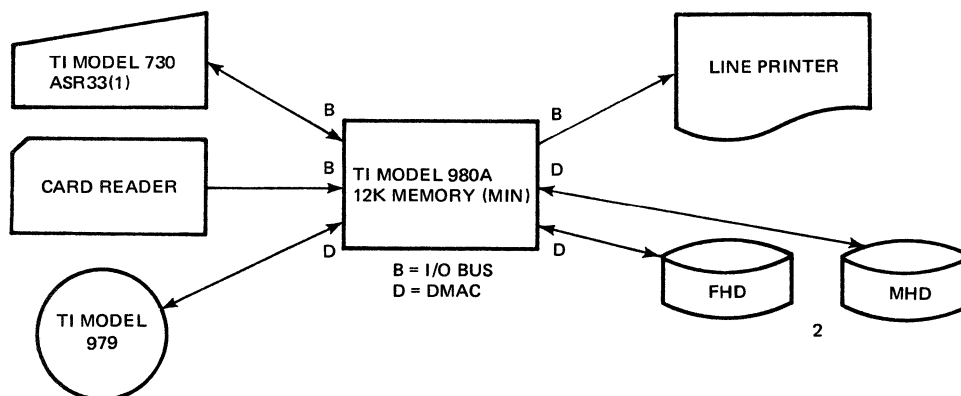 TI MODEL 730
ASR33(1)
CARD READER
TI MODEL
979
B
B
D
TI MODEL 980A
12K MEMORY (MIN)
B = I/O BUS
D = DMAC
B
D
D
LINE PRINTER
FHD
MHD
2